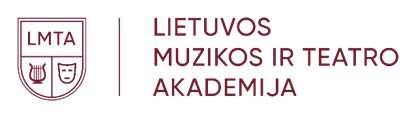 LMTA
LIETUVOS
MUZIKOS IR TEATRO
AKADEMIJA